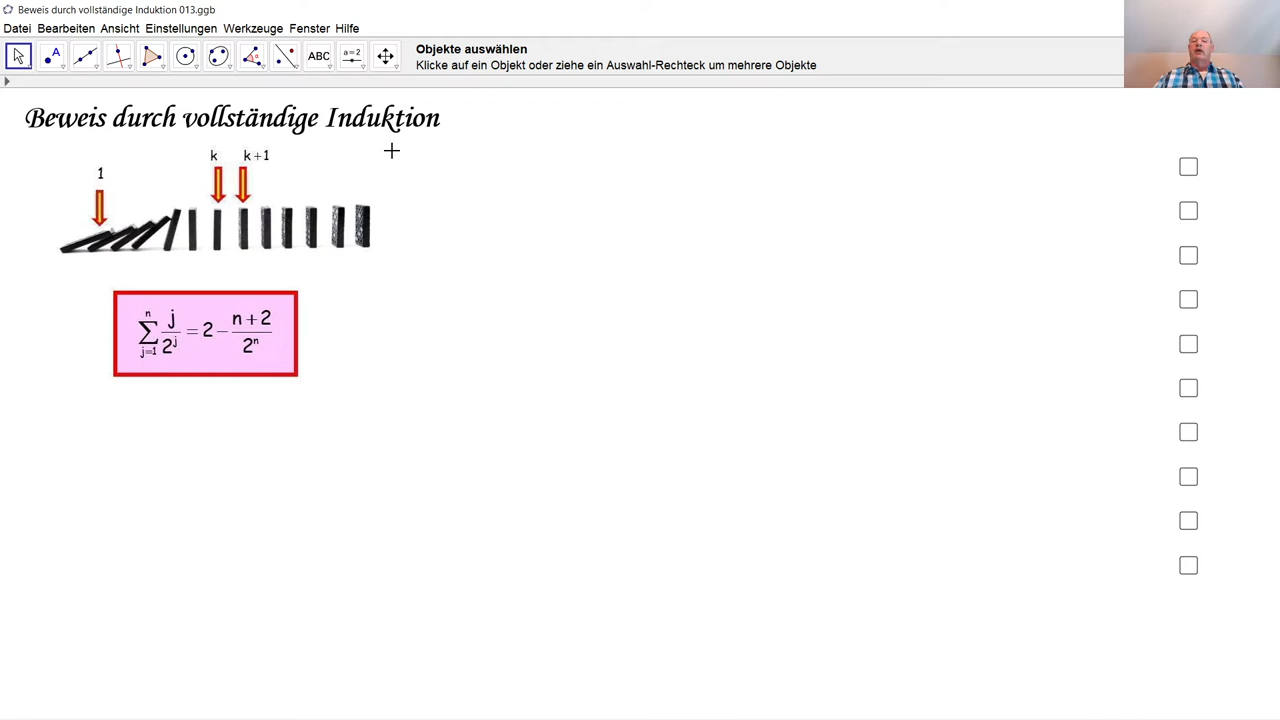 Beweis durch vollständige Induktion 013.ggb
Datei Bearbeiten Ansicht Einstellungen Werkzeuge Fenster Hilfe
A ABC a=2
Objekte auswählen
Klicke auf ein Objekt oder ziehe ein Auswahl-Rechteck um mehrere Objekte
Beweis durch vollständige Induktion
k k+1
1
∑_{j=1}^{n} j/2^j = 2 − (n+2)/2^n